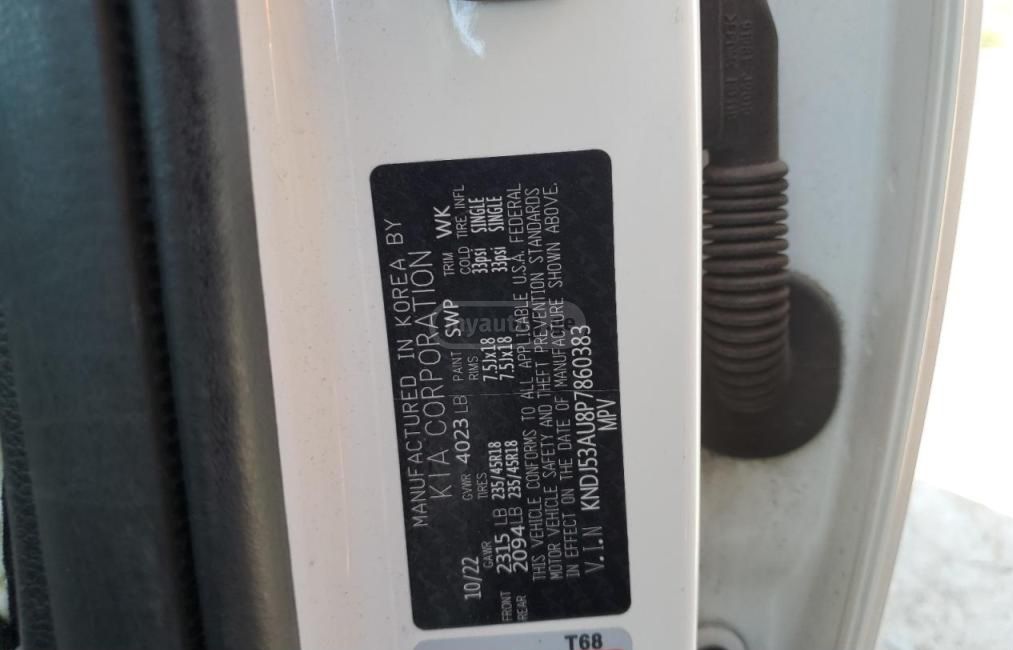 MANUFACTURED IN KOREA BY
KIA CORPORATION
10/22 GVWR 4023 LB PAINT SWP TRIM WK
GAWR TIRES RIMS COLD TIRE INFL
FRONT 2315 LB 235/45R18 7.5Jx18 33psi SINGLE
REAR 2094 LB 235/45R18 7.5Jx18 33psi SINGLE
THIS VEHICLE CONFORMS TO ALL APPLICABLE U.S.A. FEDERAL
MOTOR VEHICLE SAFETY AND THEFT PREVENTION STANDARDS
IN EFFECT ON THE DATE OF MANUFACTURE SHOWN ABOVE.
V.I.N KNDJ53AU8P7860383
MPV
T68